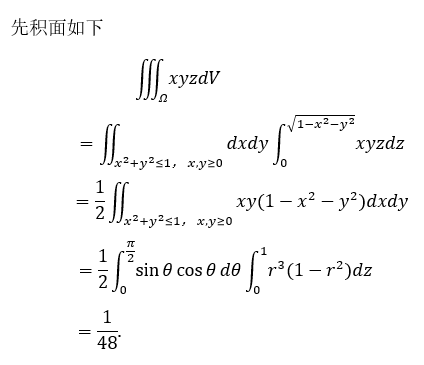 先积面如下
∭_Ω xyzdV
= ∬_{x²+y²≤1, x,y≥0} dxdy ∫_0^{√(1−x²−y²)} xyzdz
= 1/2 ∬_{x²+y²≤1, x,y≥0} xy(1 − x² − y²)dxdy
= 1/2 ∫_0^{π/2} sin θ cos θ dθ ∫_0^1 r³(1 − r²)dz
= 1/48.